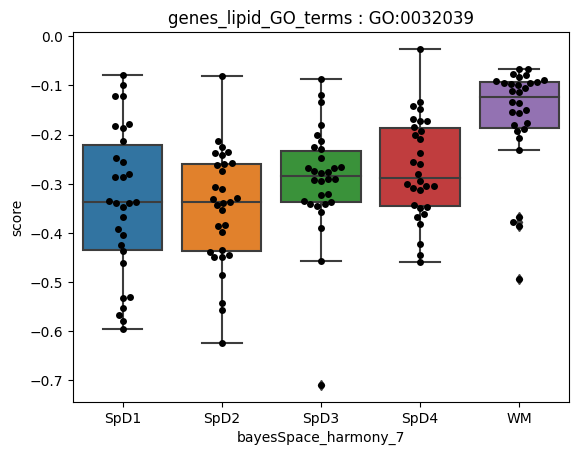 genes_lipid_GO_terms : GO:0032039
0.0
−0.1
−0.2
−0.3
−0.4
−0.5
−0.6
−0.7
score
SpD1 SpD2 SpD3 SpD4 WM
bayesSpace_harmony_7